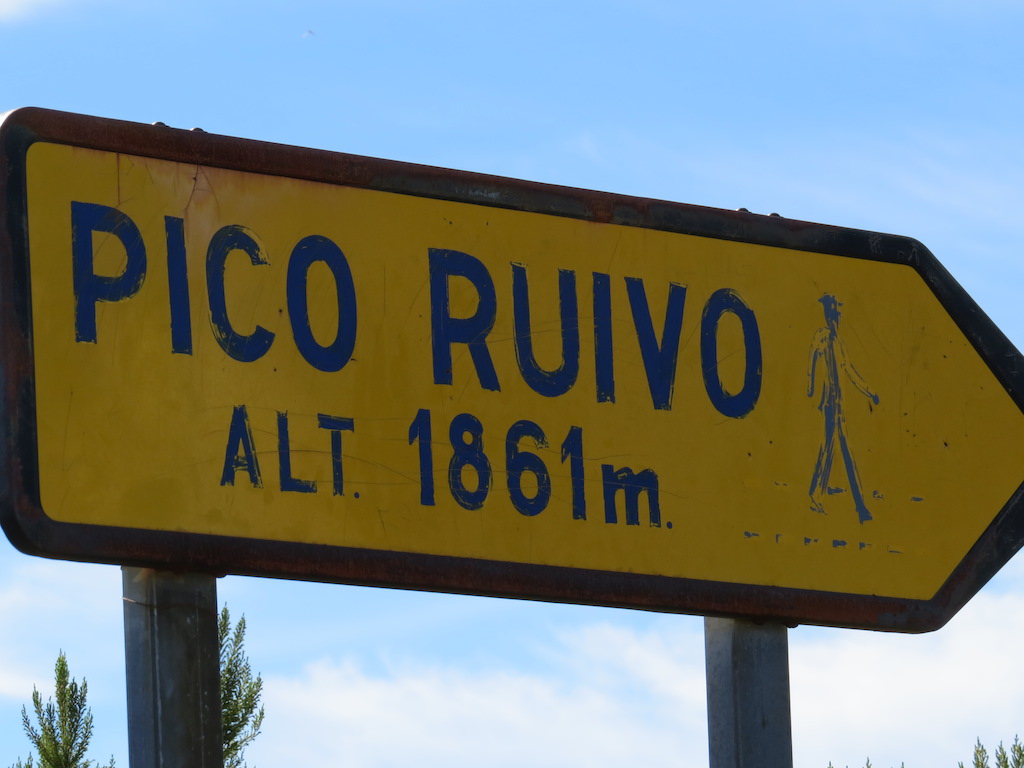 PICO RUIVO
ALT. 1861m.